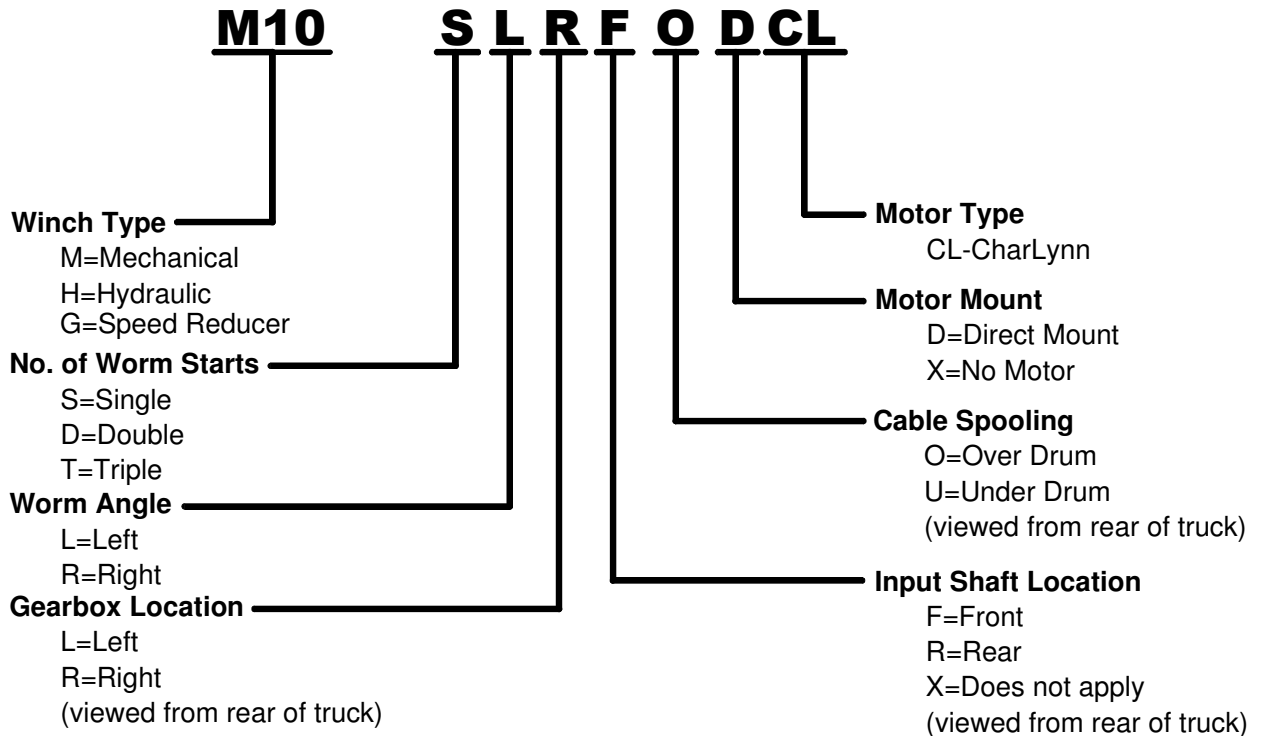 M10 S L R F O D CL
Winch Type
M=Mechanical
H=Hydraulic
G=Speed Reducer
No. of Worm Starts
S=Single
D=Double
T=Triple
Worm Angle
L=Left
R=Right
Gearbox Location
L=Left
R=Right
(viewed from rear of truck)
Motor Type
CL-CharLynn
Motor Mount
D=Direct Mount
X=No Motor
Cable Spooling
O=Over Drum
U=Under Drum
(viewed from rear of truck)
Input Shaft Location
F=Front
R=Rear
X=Does not apply
(viewed from rear of truck)